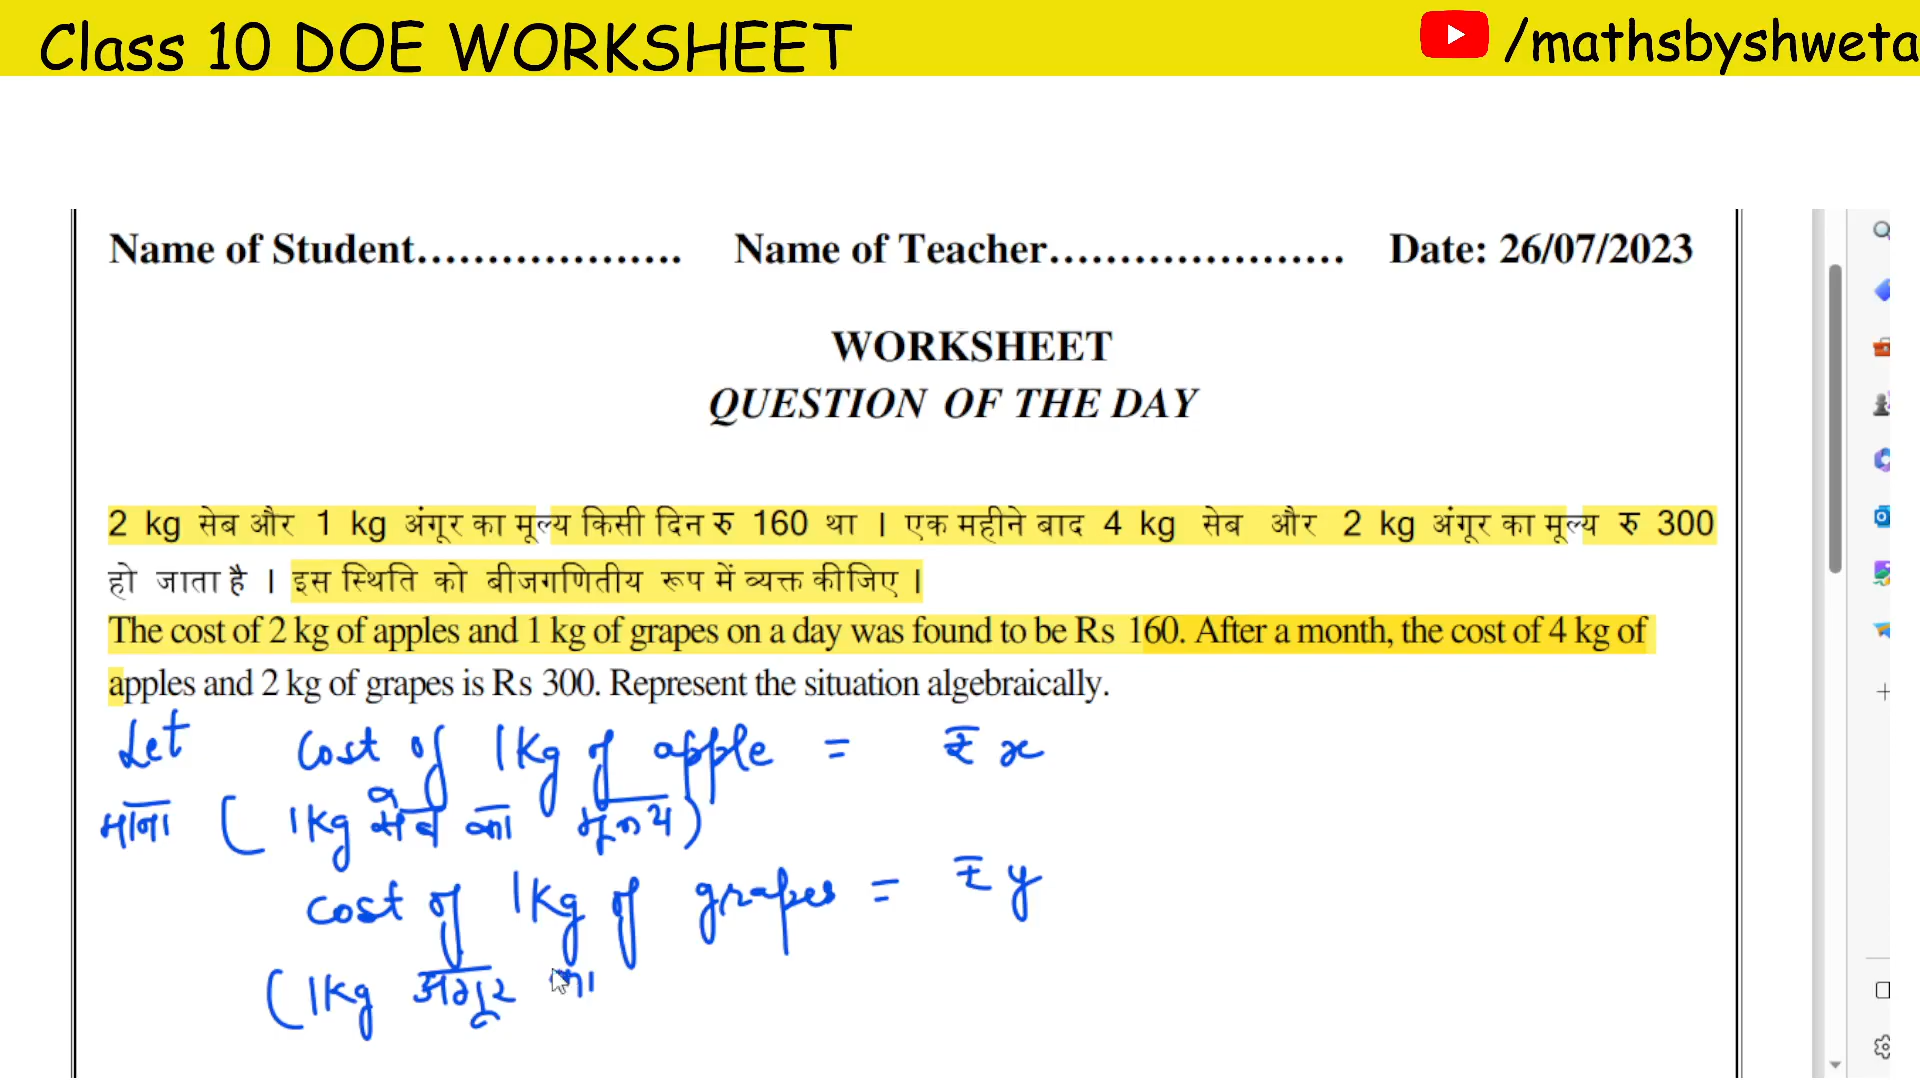 Class 10 DOE WORKSHEET
/mathsbyshweta
Name of Student................... Name of Teacher..................... Date: 26/07/2023
WORKSHEET
QUESTION OF THE DAY
2 kg सेब और 1 kg अंगूर का मूल्य किसी दिन रु 160 था । एक महीने बाद 4 kg सेब और 2 kg अंगूर का मूल्य रु 300
हो जाता है । इस स्थिति को बीजगणितीय रूप में व्यक्त कीजिए ।
The cost of 2 kg of apples and 1 kg of grapes on a day was found to be Rs 160. After a month, the cost of 4 kg of
apples and 2 kg of grapes is Rs 300. Represent the situation algebraically.
Let cost of 1kg of apple = ₹ x
माना ( 1kg सेब का मूल्य)
cost of 1kg of grapes = ₹ y
(1kg अंगूर का